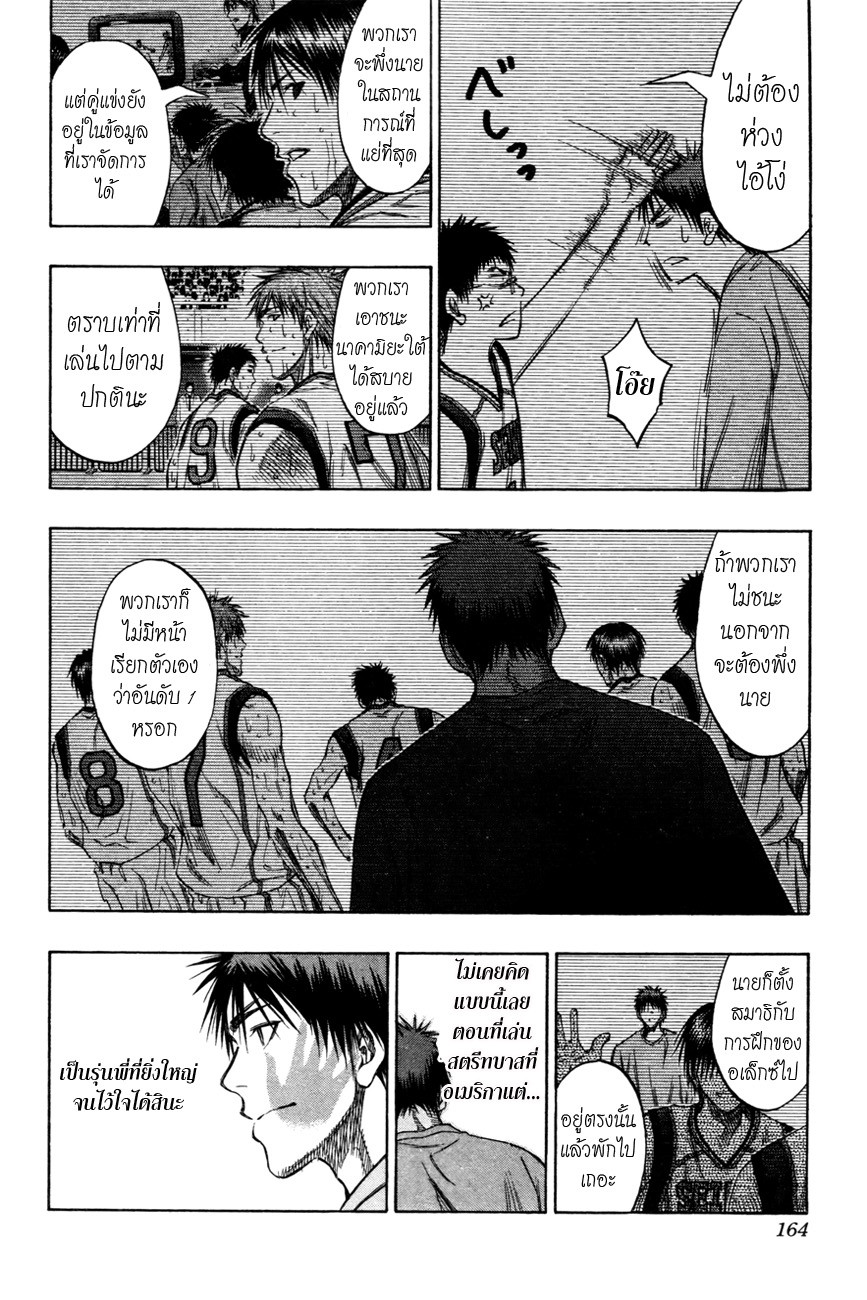 ไม่ต้อง
ห่วง
ไอ้โง่
べしっっ
โอ๊ย
พวกเรา
จะพึ่งนาย
ในสถาน
การณ์ที่
แย่ที่สุด
แต่คู่แข่งยัง
อยู่ในข้อมูล
ที่เราจัดการ
ได้
พวกเรา
เอาชนะ
นาคามิยะใต้
ได้สบาย
อยู่แล้ว
ตราบเท่าที่
เล่นไปตาม
ปกตินะ
9
ถ้าพวกเรา
ไม่ชนะ
นอกจาก
จะต้องพึ่ง
นาย
พวกเราก็
ไม่มีหน้า
เรียกตัวเอง
ว่าอันดับ 1
หรอก
8
4
นายก็ตั้ง
สมาธิกับ
การฝึกของ
อเล็กซ์ไป
อยู่ตรงนั้น
แล้วพักไป
เถอะ
ไม่เคยคิด
แบบนี้เลย
ตอนที่เล่น
สตรีทบาสที่
อเมริกาแต่...
เป็นรุ่นพี่ที่ยิ่งใหญ่
จนไว้ใจได้สินะ
164